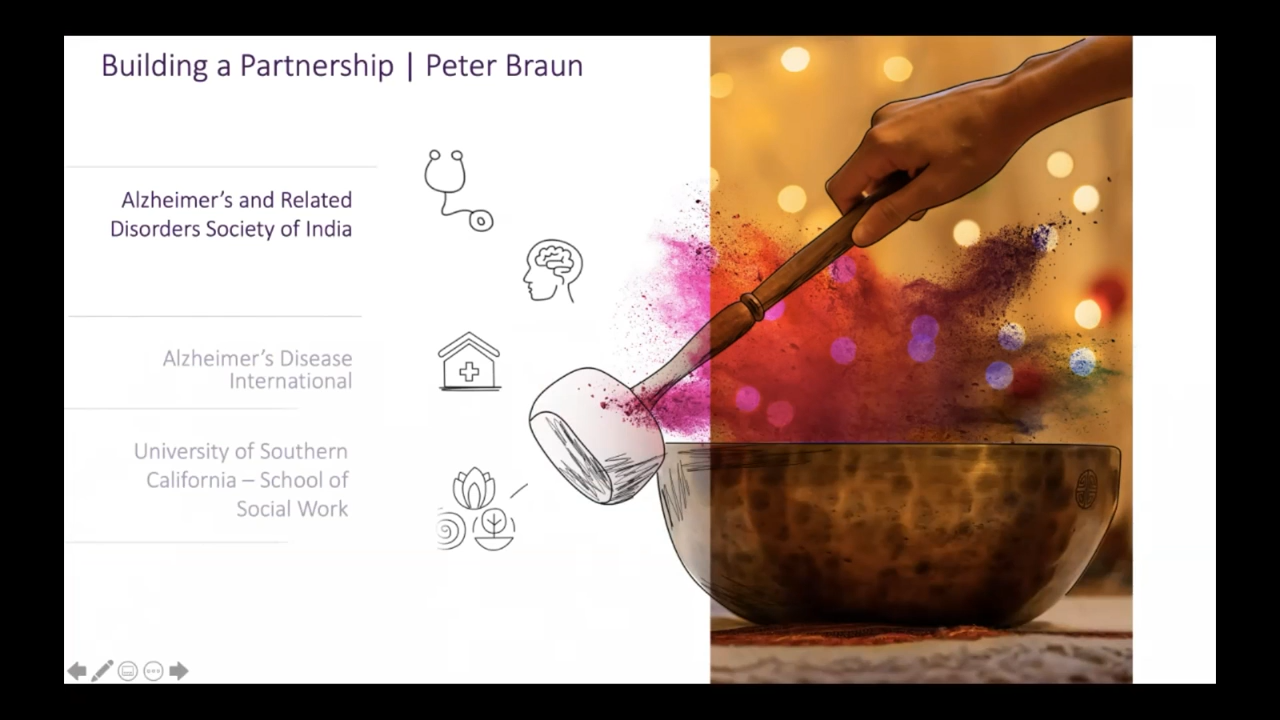 Building a Partnership | Peter Braun
Alzheimer's and Related
Disorders Society of India
Alzheimer's Disease
International
University of Southern
California – School of
Social Work